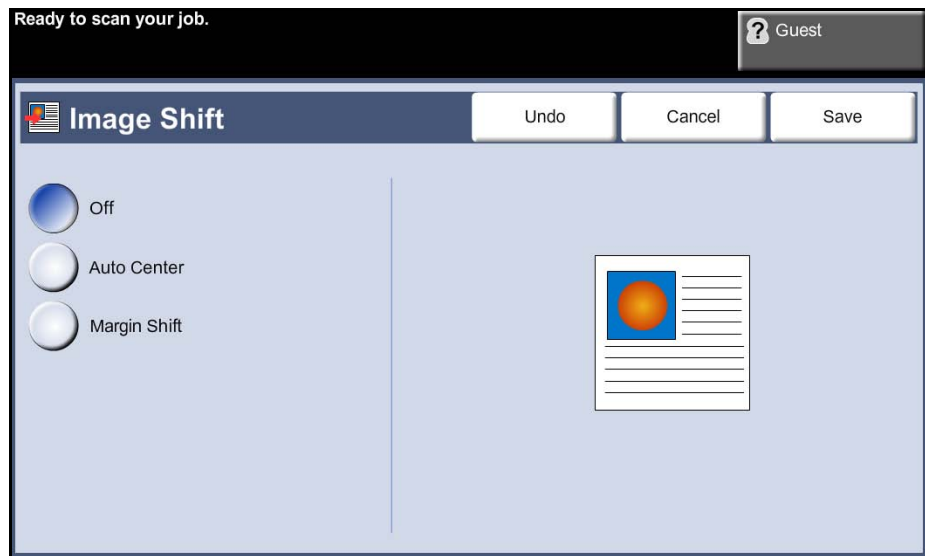 Ready to scan your job.
? Guest
Image Shift
Undo
Cancel
Save
Off
Auto Center
Margin Shift